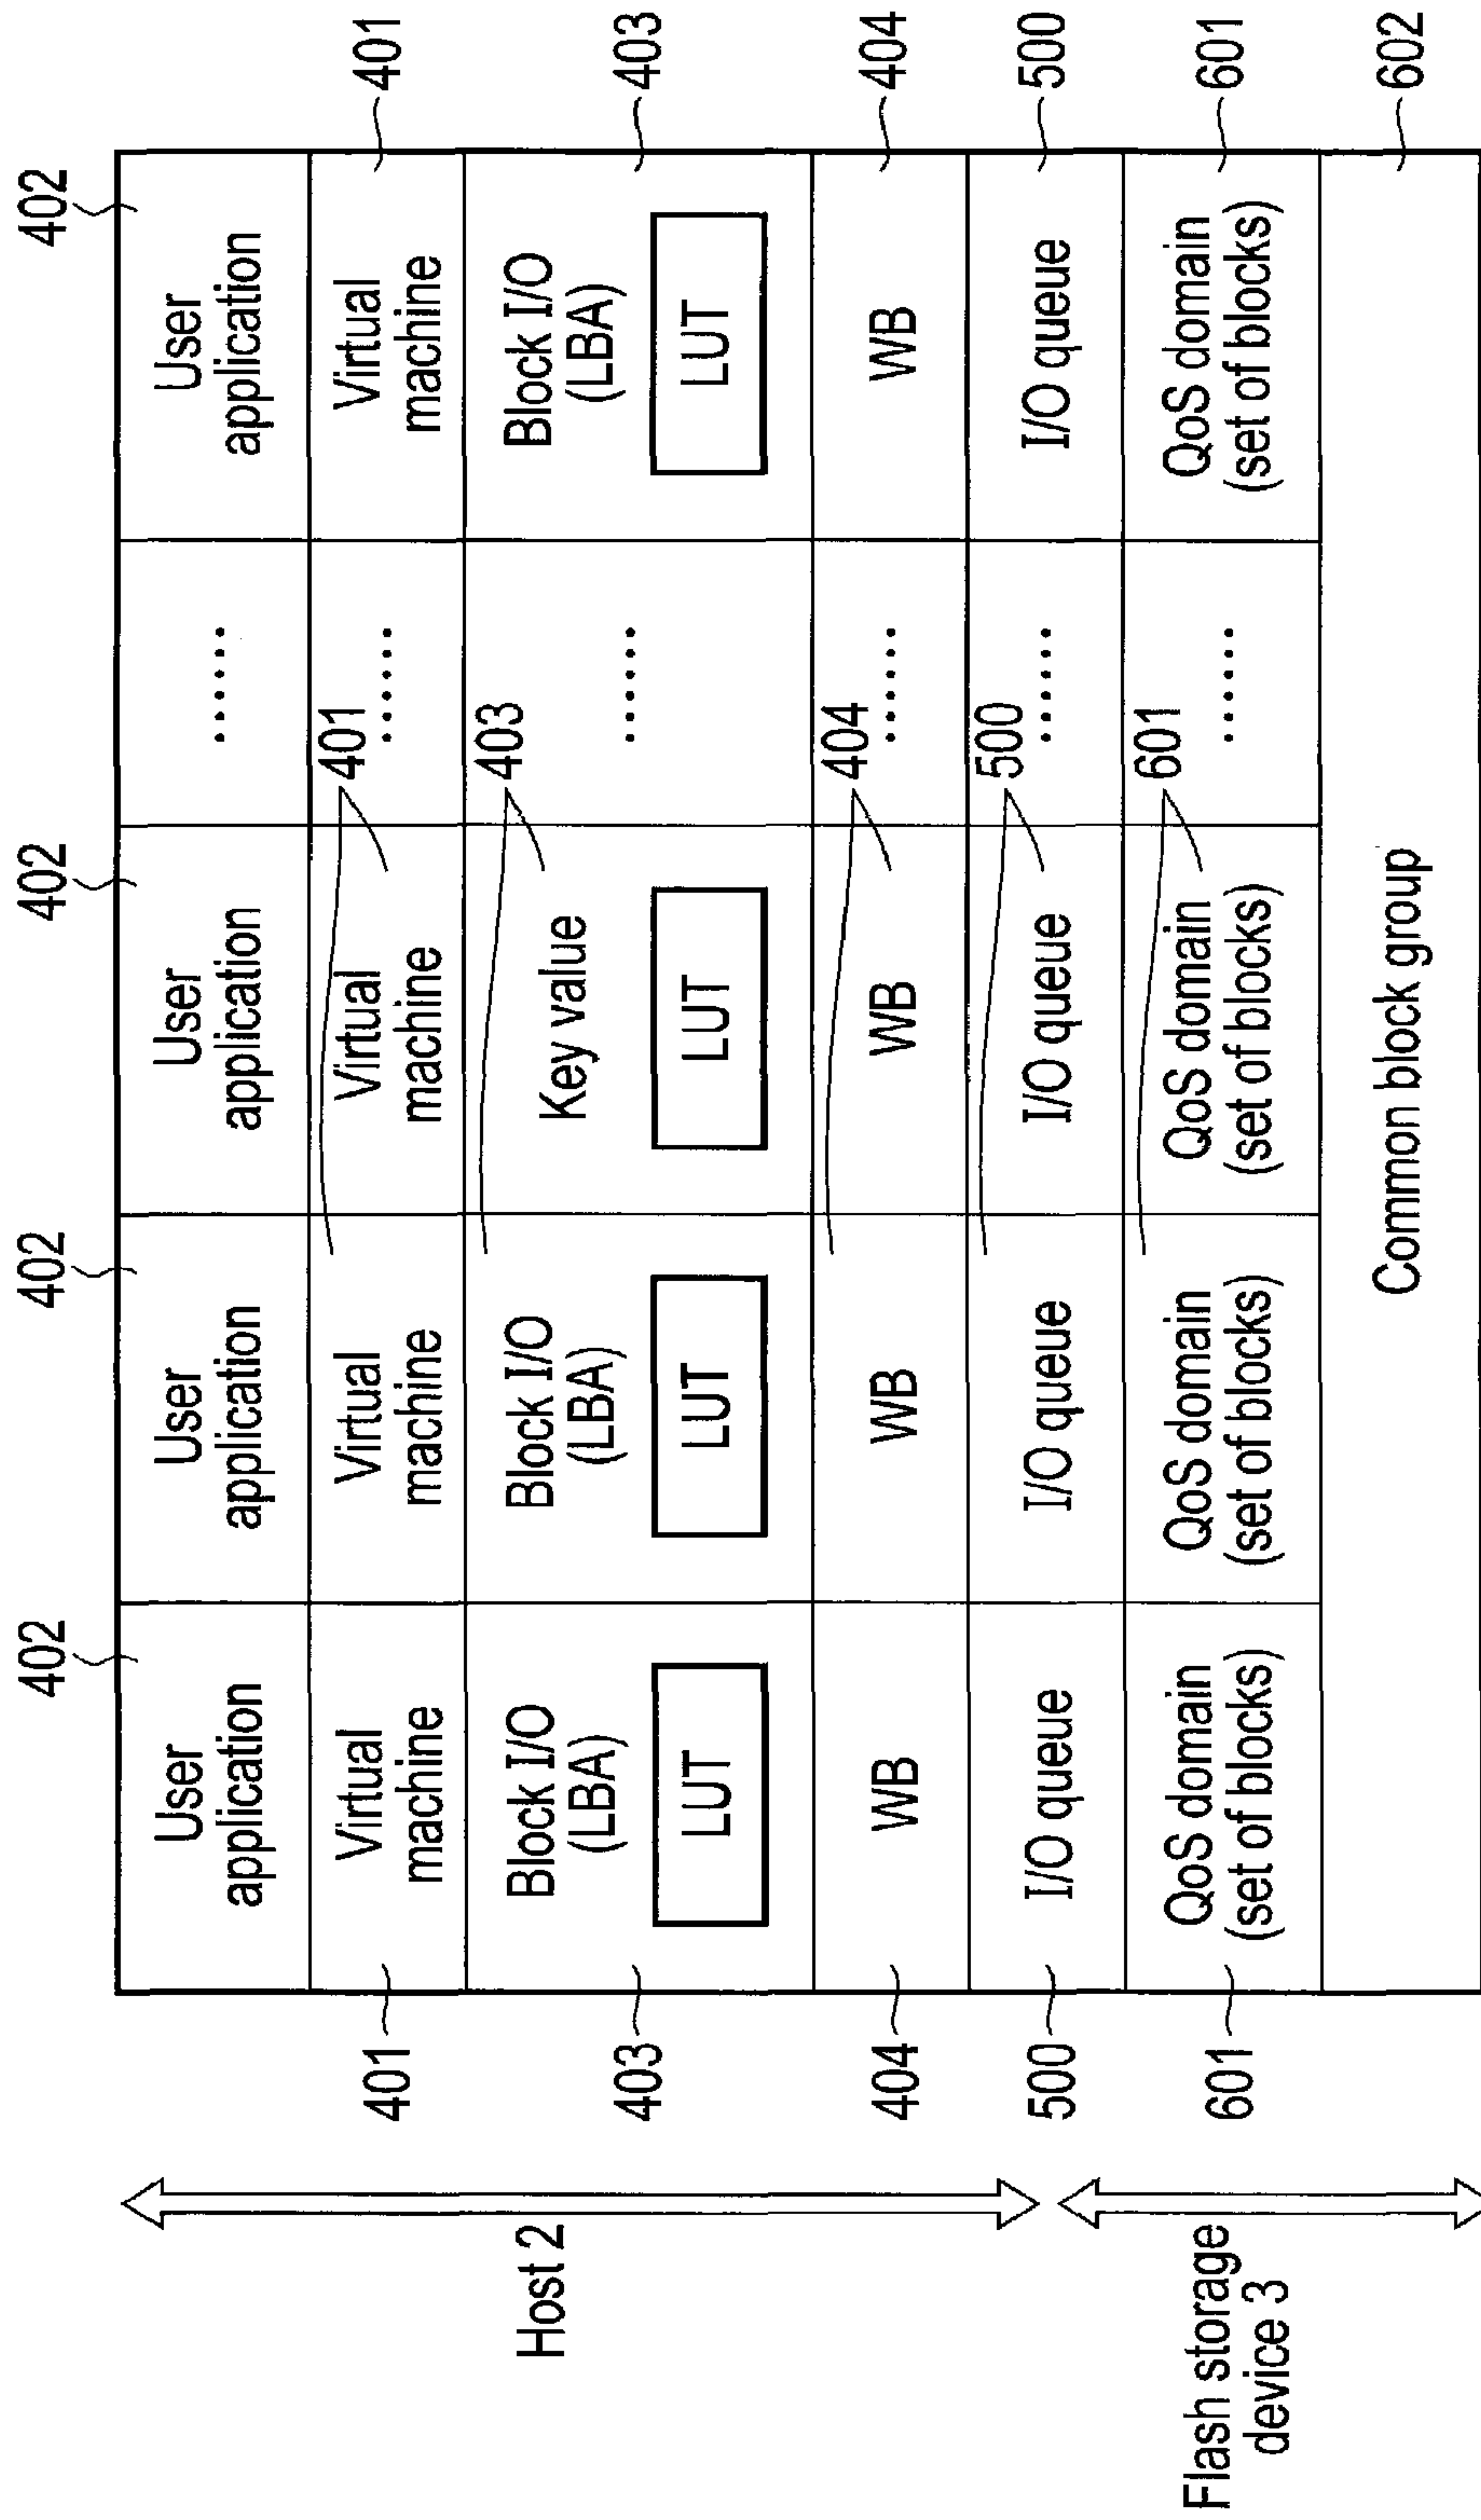 402 402 402 402
User User User User
application application application ...... application
401 Virtual Virtual Virtual 401 Virtual 401
machine machine machine ...... machine
403
Block I/O Block I/O Key value Block I/O
(LBA) (LBA) (LBA)
Host 2
403 ...... 403
LUT LUT LUT LUT
404
404 WB WB WB ...... WB 404
500
500 I/O queue I/O queue I/O queue ...... I/O queue 500
601
QoS domain QoS domain QoS domain QoS domain
601 (set of blocks) (set of blocks) (set of blocks) ...... (set of blocks) 601
Flash storage
device 3
Common block group 602